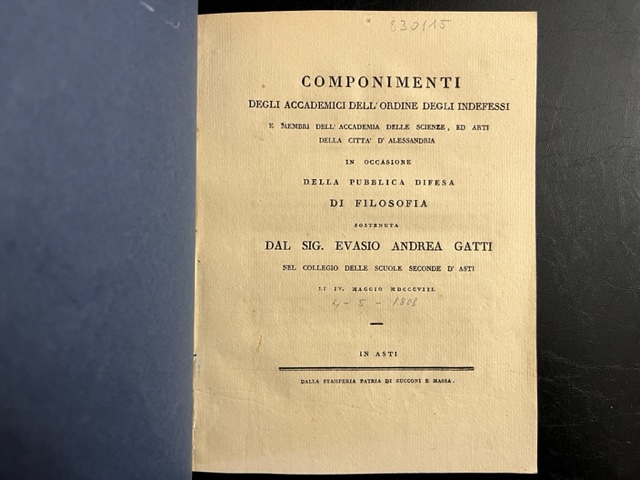 830115
COMPONIMENTI
DEGLI ACCADEMICI DELL' ORDINE DEGLI INDEFESSI
E MEMBRI DELL' ACCADEMIA DELLE SCIENZE, ED ARTI
DELLA CITTA' D' ALESSANDRIA
IN OCCASIONE
DELLA PUBBLICA DIFESA
DI FILOSOFIA
SOSTENUTA
DAL SIG. EVASIO ANDREA GATTI
NEL COLLEGIO DELLE SCUOLE SECONDE D' ASTI
LI IV. MAGGIO MDCCCVIII.
4-5-1808
IN ASTI
DALLA STAMPERIA PATRIA DI ZUCCONI E MASSA.